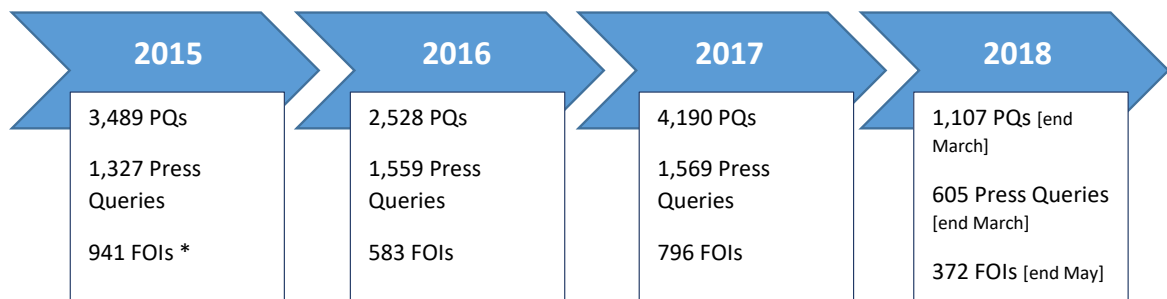 2015
3,489 PQs
1,327 Press
Queries
941 FOIs *
2016
2,528 PQs
1,559 Press
Queries
583 FOIs
2017
4,190 PQs
1,569 Press
Queries
796 FOIs
2018
1,107 PQs [end
March]
605 Press Queries
[end March]
372 FOIs [end May]